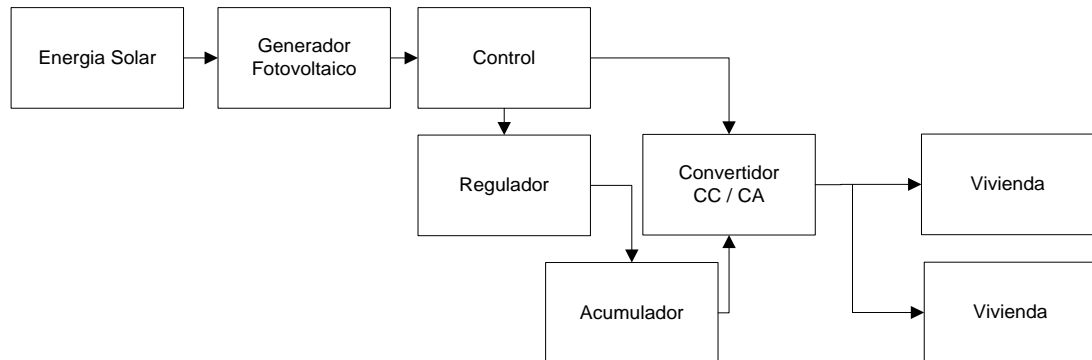 Energia Solar
Generador
Fotovoltaico
Control
Regulador
Convertidor
CC / CA
Vivienda
Acumulador
Vivienda